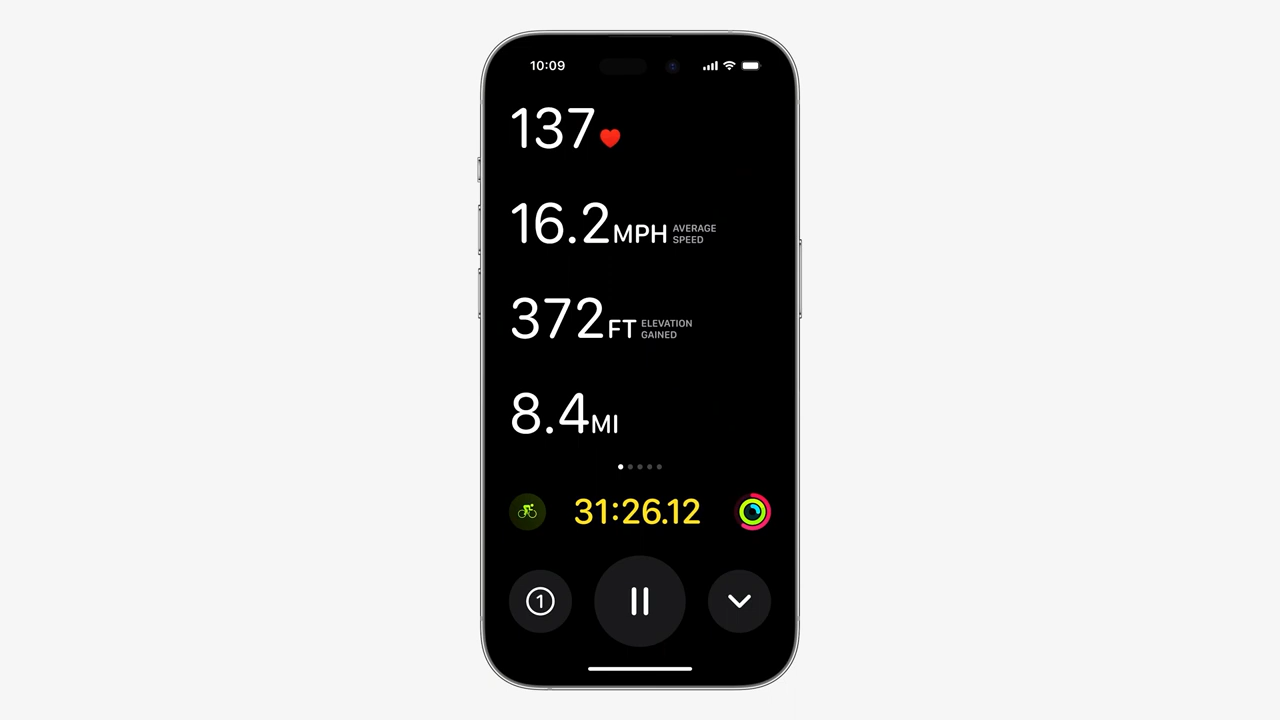 10:09
137
16.2MPH AVERAGE
SPEED
372FT ELEVATION
GAINED
8.4MI
31:26.12
1